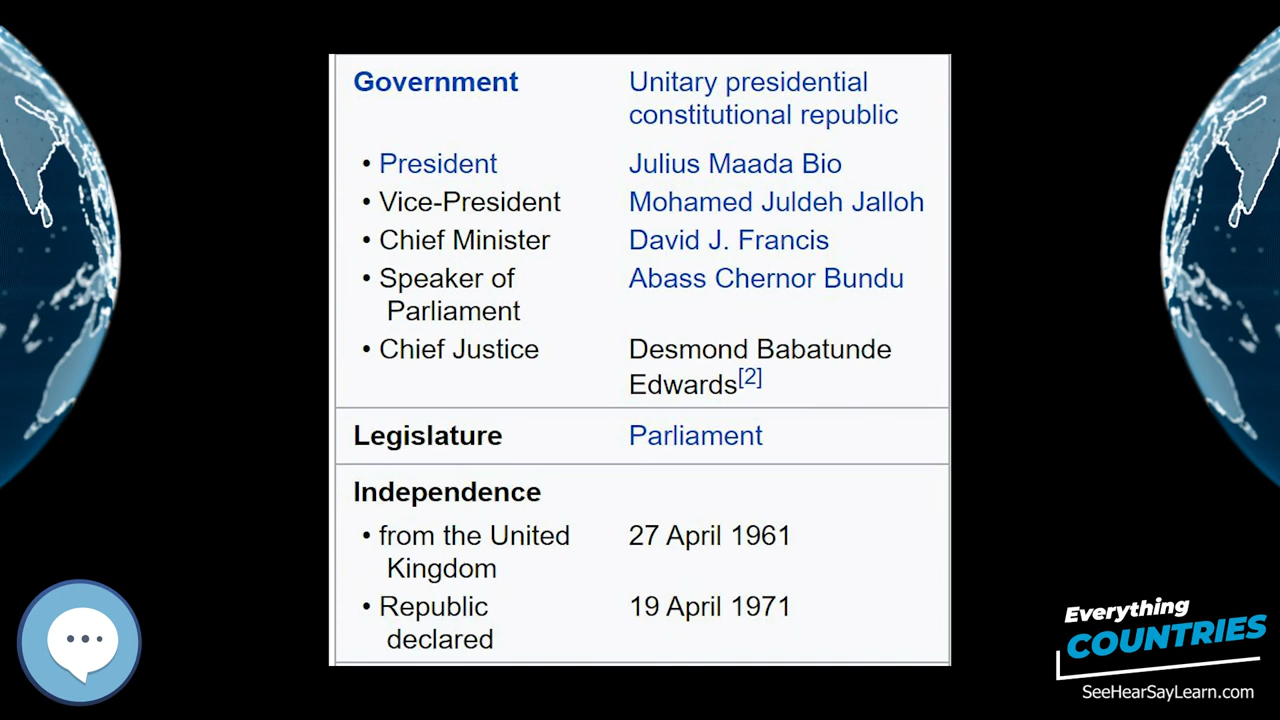 Government Unitary presidential
constitutional republic
• President Julius Maada Bio
• Vice-President Mohamed Juldeh Jalloh
• Chief Minister David J. Francis
• Speaker of Abass Chernor Bundu
Parliament
• Chief Justice Desmond Babatunde
Edwards[2]
Legislature Parliament
Independence
• from the United 27 April 1961
Kingdom
• Republic 19 April 1971
declared
Everything
COUNTRIES
SeeHearSayLearn.com